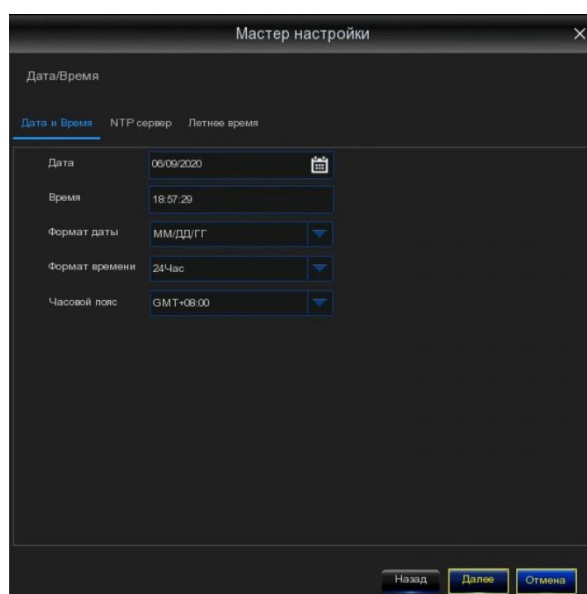 Мастер настройки
Дата/Время
Дата и Время NTP сервер Летнее время
Дата 06/09/2020
Время 18:57:29
Формат даты ММ/ДД/ГГ
Формат времени 24Час
Часовой пояс GMT+08:00
Назад Далее Отмена